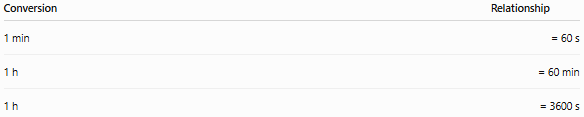 Conversion Relationship
1 min = 60 s
1 h = 60 min
1 h = 3600 s